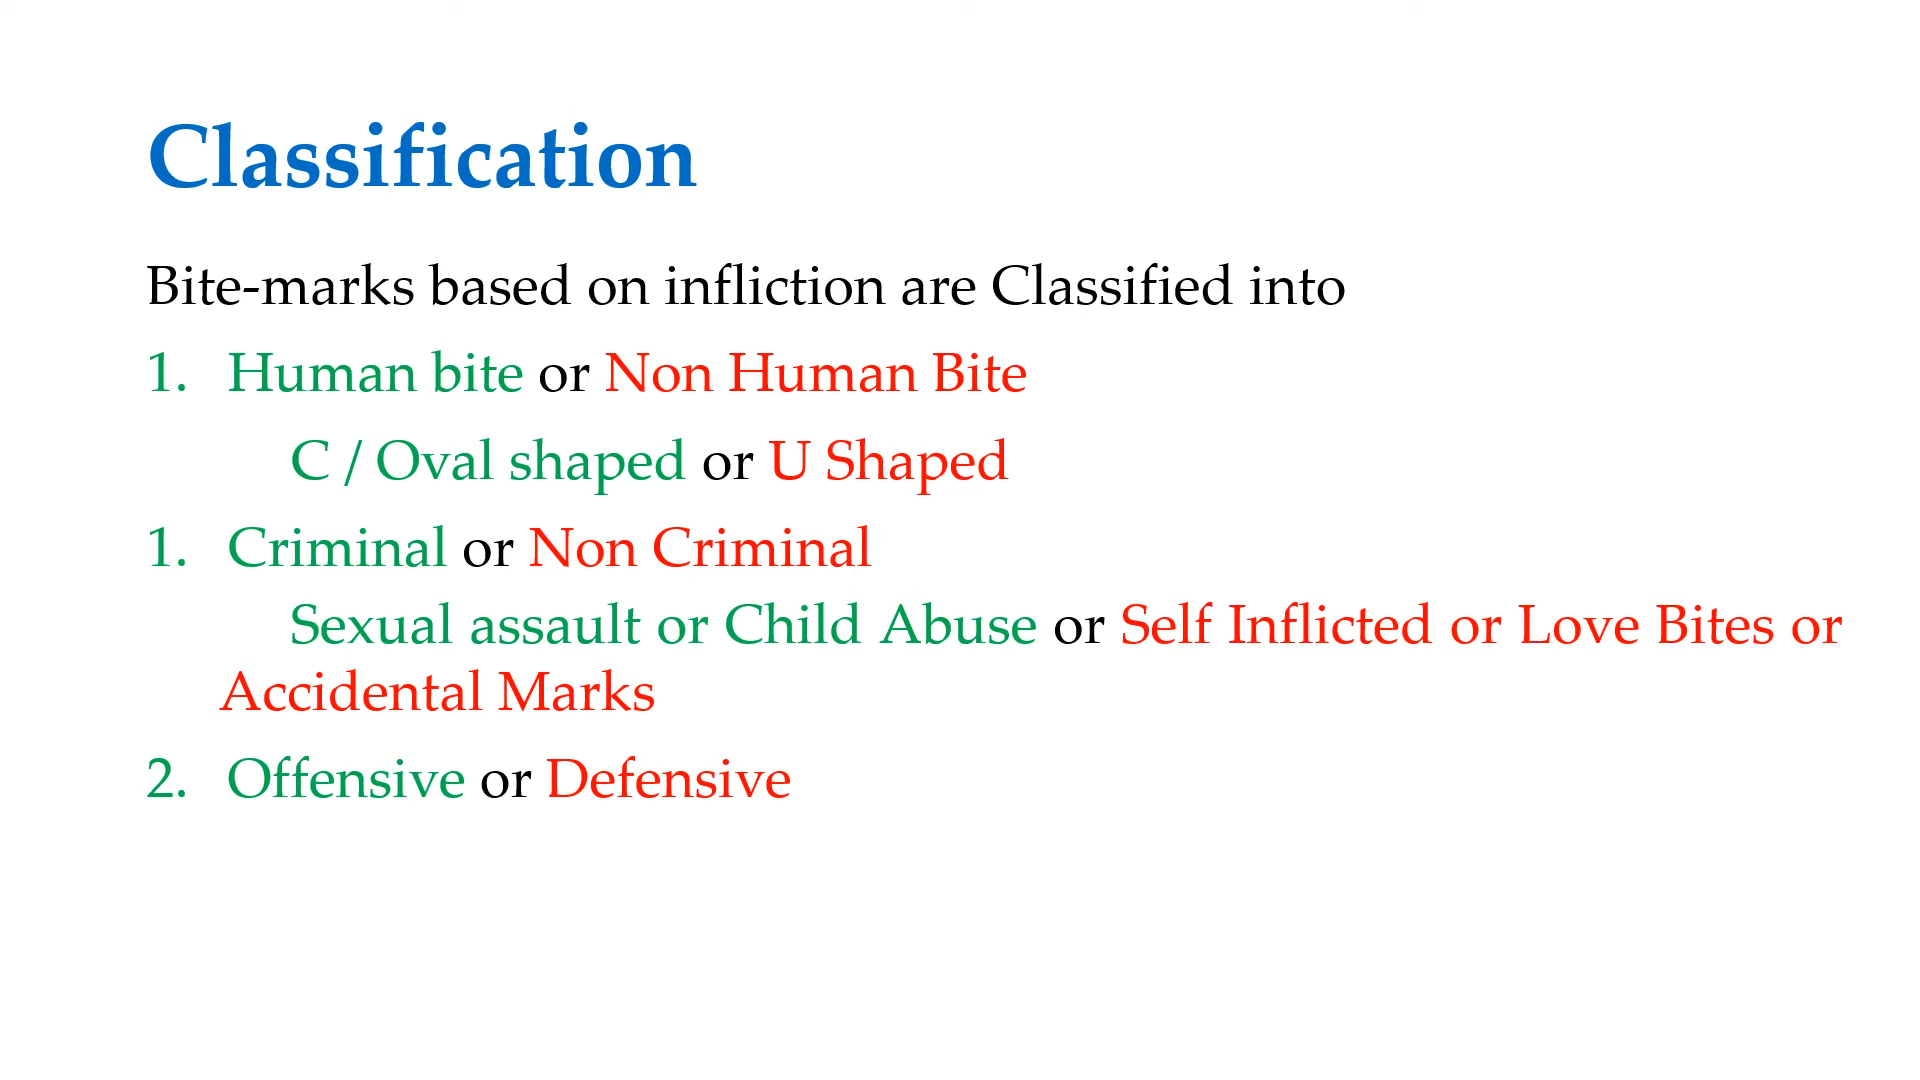 Classification
Bite-marks based on infliction are Classified into
1. Human bite or Non Human Bite
C / Oval shaped or U Shaped
1. Criminal or Non Criminal
Sexual assault or Child Abuse or Self Inflicted or Love Bites or
Accidental Marks
2. Offensive or Defensive